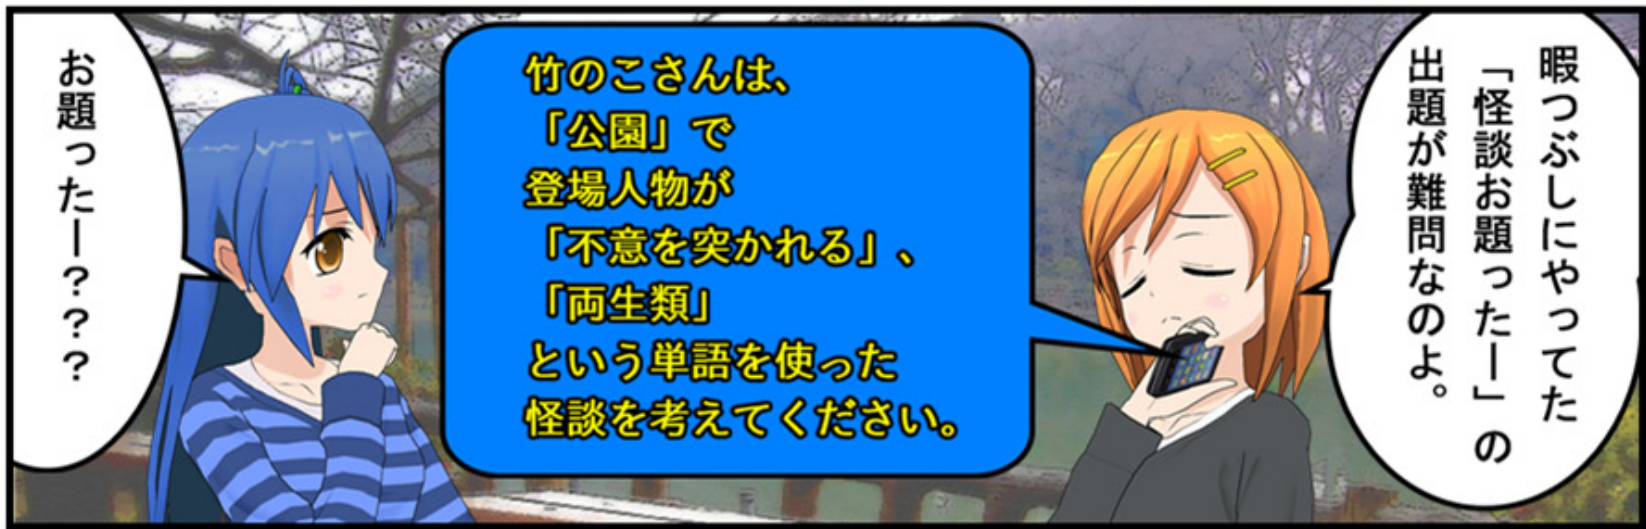 暇つぶしにやってた
「怪談お題ったー」の
出題が難問なのよ。
竹のこさんは、
「公園」で
登場人物が
「不意を突かれる」、
「両生類」
という単語を使った
怪談を考えてください。
お題ったー？？？